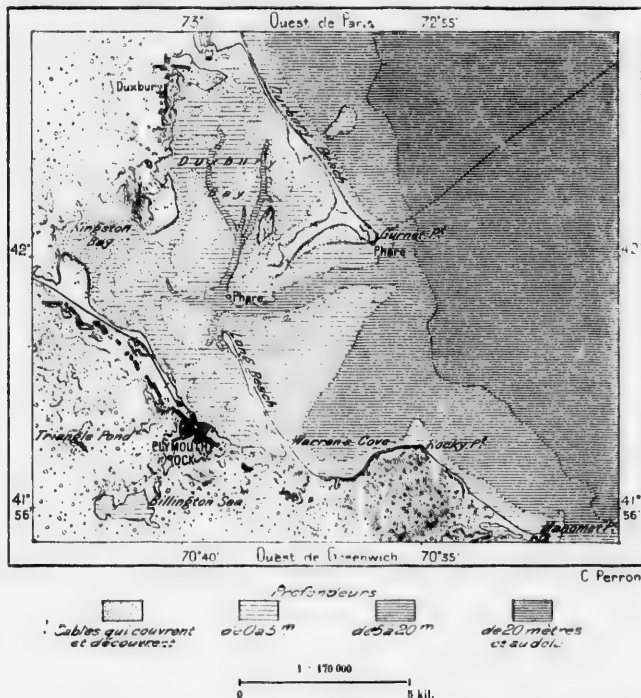 73° Ouest de Paris 72°55'
Duxbury
Duxbury Beach
Duxbury
Bay
Kingston
Bay
42° Gurnet Pt 42°
Phare
Phare
Long Beach
Triangle Pond
PLYMOUTH
ROCK
Warren's Cove
Rocky Pt
Billington Sea
41°
56'
41°
56'
70°40' Ouest de Greenwich 70°35'
C Perron
Profondeurs
Sables qui couvrent
et découvrent
de 0 a 5 m
de 5 a 20 m
de 20 mètres
et au delà
1 : 170 000
0 5 kil.